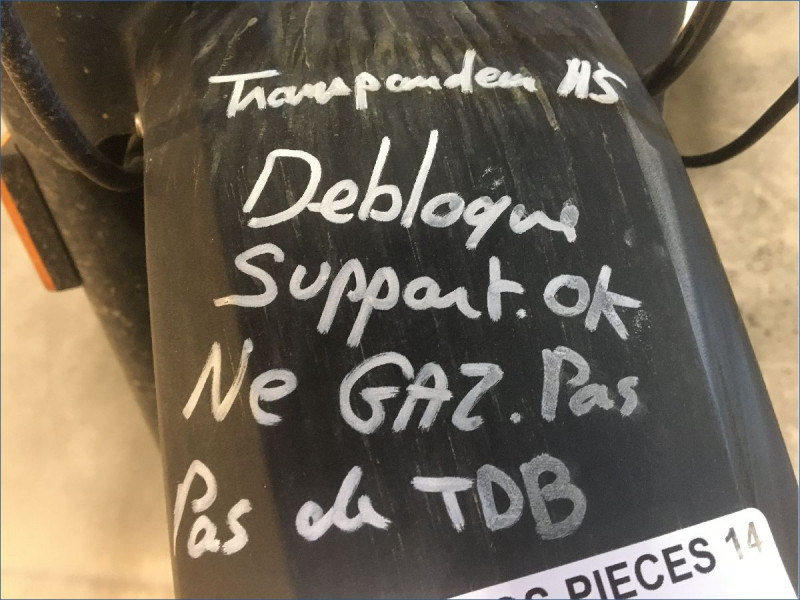 Transpondeur HS
Debloque
Support. OK
Ne GAZ. Pas
Pas de TDB
PIECES 14